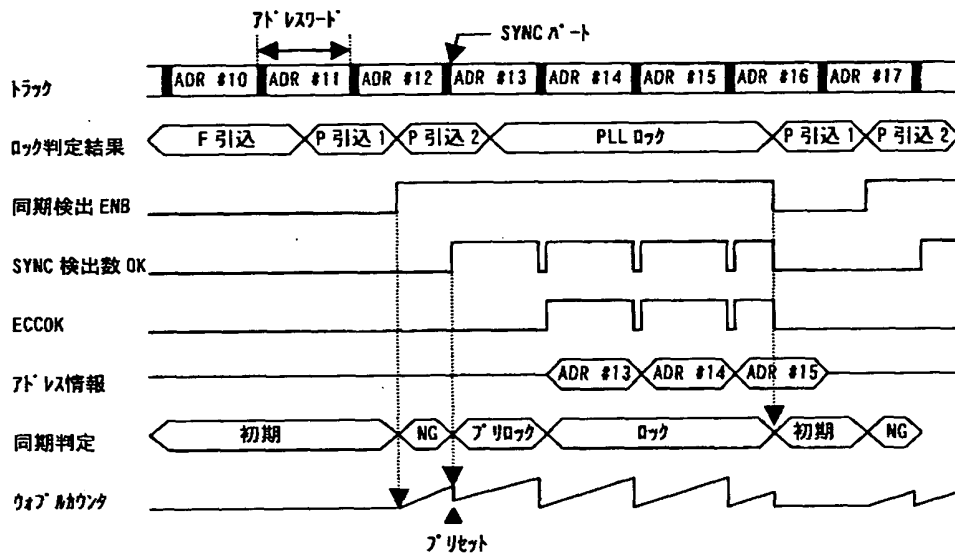 アドレスワード
SYNC パート
トラック ADR #10 ADR #11 ADR #12 ADR #13 ADR #14 ADR #15 ADR #16 ADR #17
ロック判定結果 F 引込 P 引込 1 P 引込 2 PLL ロック P 引込 1 P 引込 2
同期検出 ENB
SYNC 検出数 OK
ECCOK
アドレス情報 ADR #13 ADR #14 ADR #15
同期判定 初期 NG プリロック ロック 初期 NG
ウォブルカウンタ
プリセット